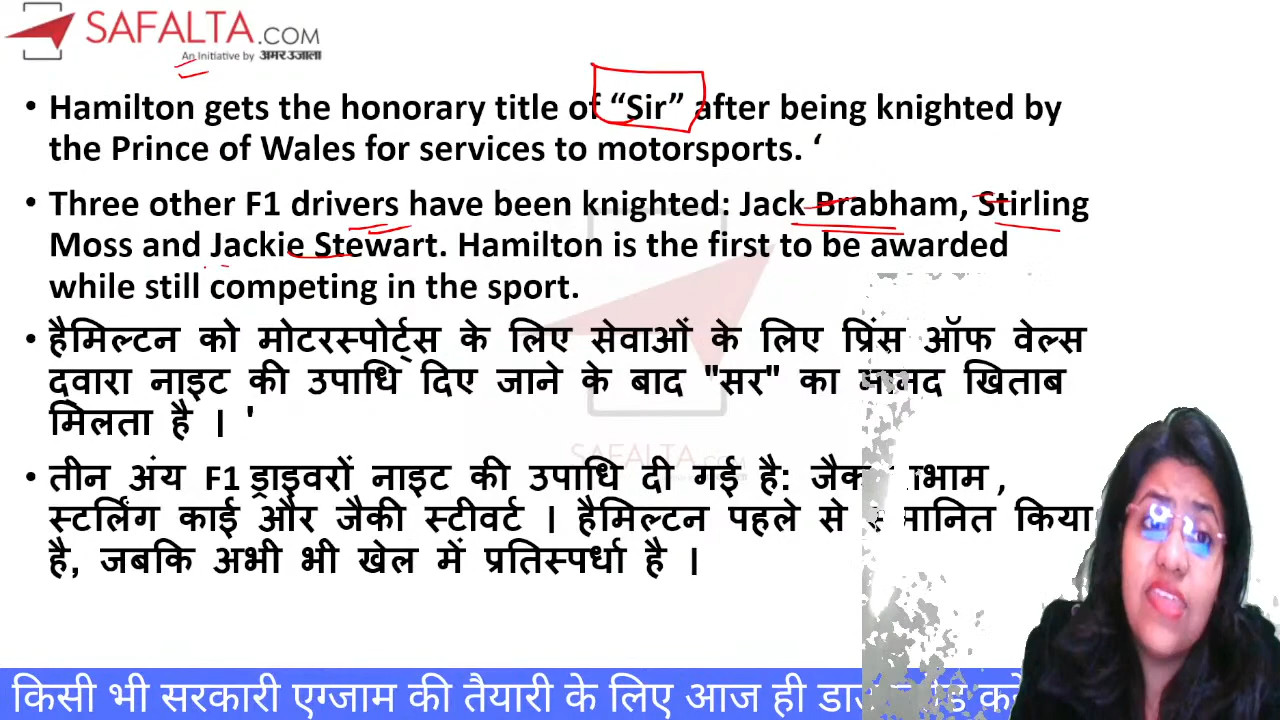 SAFALTA.COM
An Initiative by अमर उजाला
• Hamilton gets the honorary title of “Sir” after being knighted by
the Prince of Wales for services to motorsports. ‘
• Three other F1 drivers have been knighted: Jack Brabham, Stirling
Moss and Jackie Stewart. Hamilton is the first to be awarded
while still competing in the sport.
• हैमिल्टन को मोटरस्पोर्ट्स के लिए सेवाओं के लिए प्रिंस ऑफ वेल्स
द्वारा नाइट की उपाधि दिए जाने के बाद "सर" का खिताब
मिलता है । '
• तीन अंय F1 ड्राइवरों नाइट की उपाधि दी गई है: जैक
स्टर्लिंग काई और जैकी स्टीवर्ट । हैमिल्टन पहले से किया
है, जबकि अभी भी खेल में प्रतिस्पर्धा है ।
SAFALTA.COM
किसी भी सरकारी एग्जाम की तैयारी के लिए आज ही